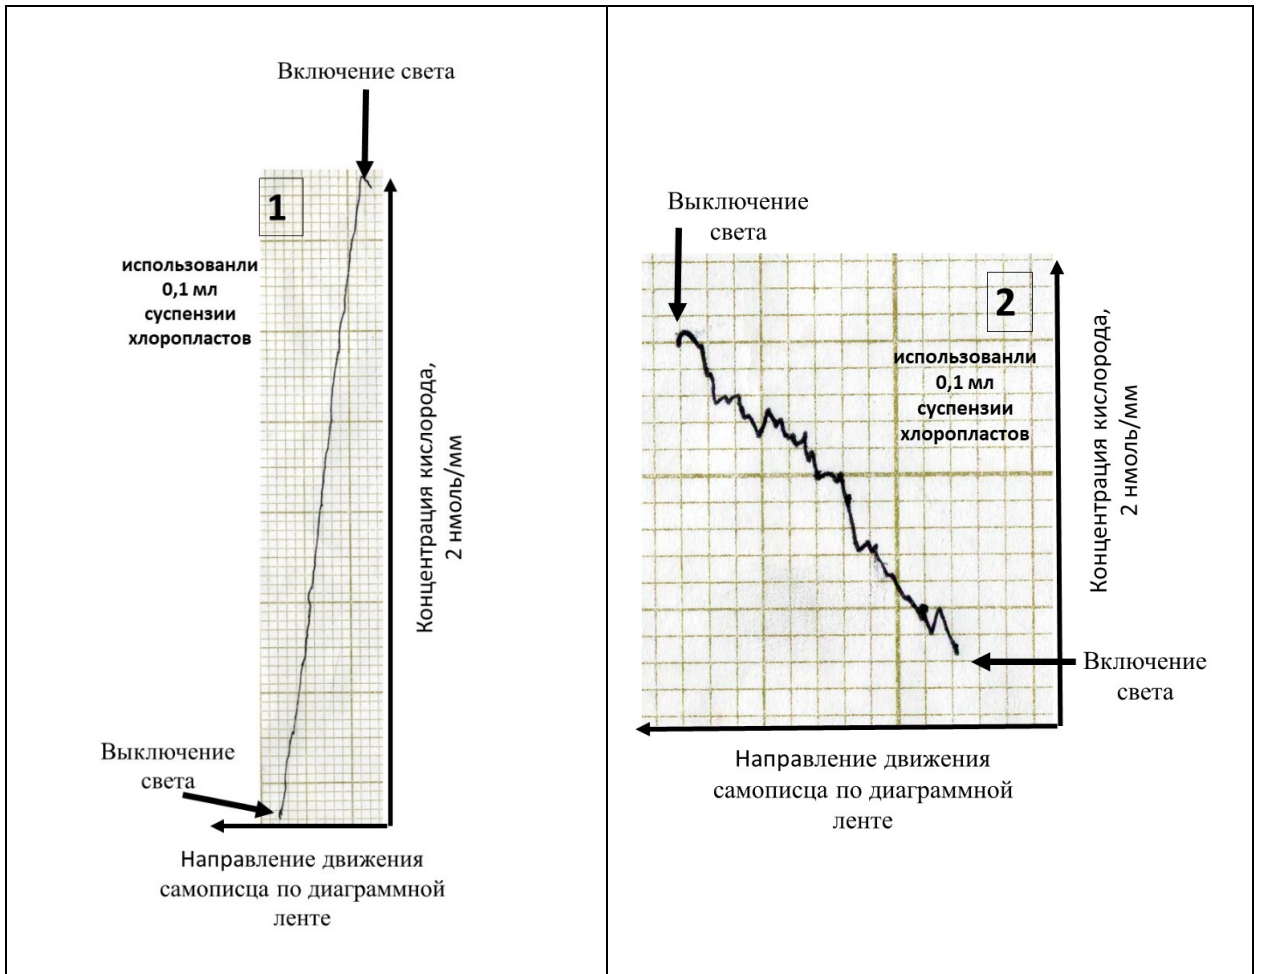 Включение света
1
использованли
0,1 мл
суспензии
хлоропластов
Концентрация кислорода,
2 нмоль/мм
Выключение
света
Направление движения
самописца по диаграммной
ленте
Выключение
света
2
использованли
0,1 мл
суспензии
хлоропластов
Концентрация кислорода,
2 нмоль/мм
Включение
света
Направление движения
самописца по диаграммной
ленте